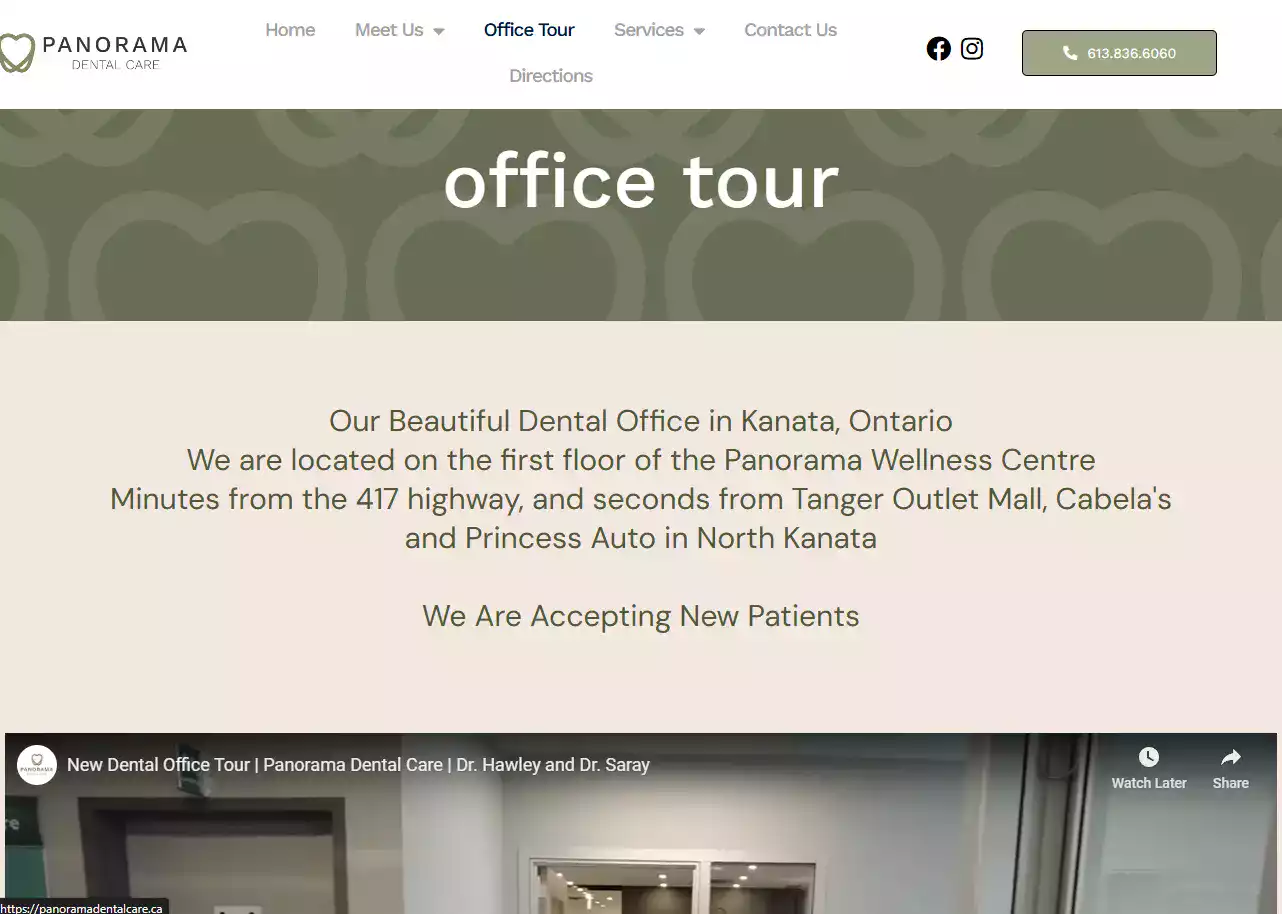 PANORAMA
DENTAL CARE
Home
Meet Us
Office Tour
Services
Contact Us
Directions
613.836.6060
office tour
Our Beautiful Dental Office in Kanata, Ontario
We are located on the first floor of the Panorama Wellness Centre
Minutes from the 417 highway, and seconds from Tanger Outlet Mall, Cabela's
and Princess Auto in North Kanata
We Are Accepting New Patients
PANORAMA
New Dental Office Tour | Panorama Dental Care | Dr. Hawley and Dr. Saray
Watch Later
Share
re
https://panoramadentalcare.ca